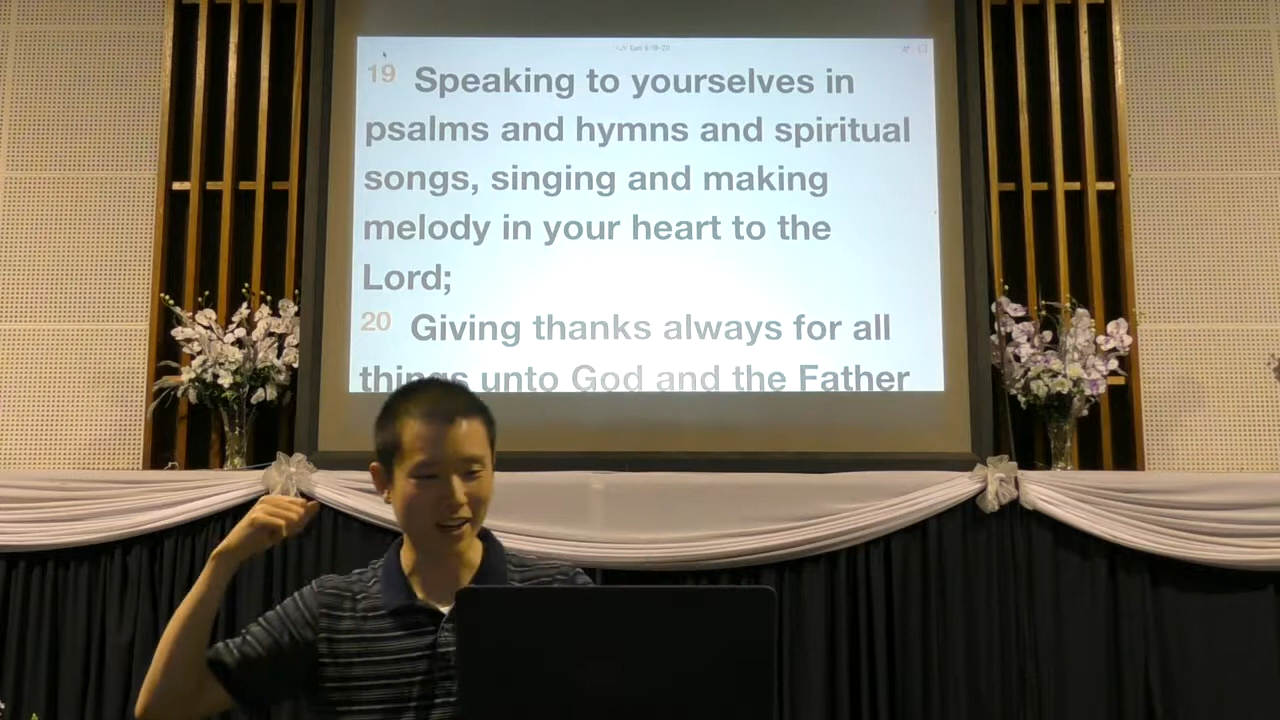 19 Speaking to yourselves in
psalms and hymns and spiritual
songs, singing and making
melody in your heart to the
Lord;
20 Giving thanks always for all
things unto God and the Father